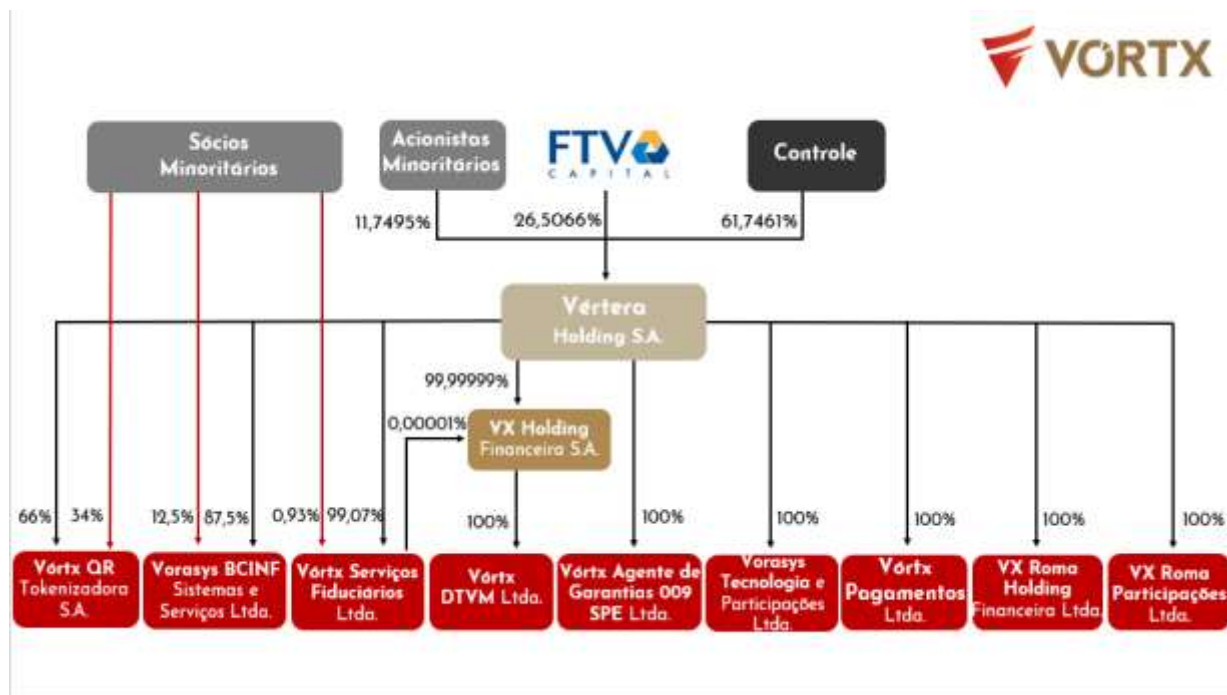 VÓRTX
Sócios
Minoritários
Acionistas
Minoritários
FTV
CAPITAL
Controle
11,7495%
26,5066%
61,7461%
Vértera
Holding S.A.
99,99999%
0,00001%
VX Holding
Financeira S.A.
66%
34%
12,5%
87,5%
0,93%
99,07%
100%
100%
100%
100%
100%
100%
Vórtx QR
Tokenizadora
S.A.
Vorasys BCINF
Sistemas e
Serviços Ltda.
Vórtx Serviços
Fiduciários
Ltda.
Vórtx
DTVM Ltda.
Vórtx Agente de
Garantias 009
SPE Ltda.
Vorasys
Tecnologia e
Participações
Ltda.
Vórtx
Pagamentos
Ltda.
VX Roma
Holding
Financeira Ltda.
VX Roma
Participações
Ltda.